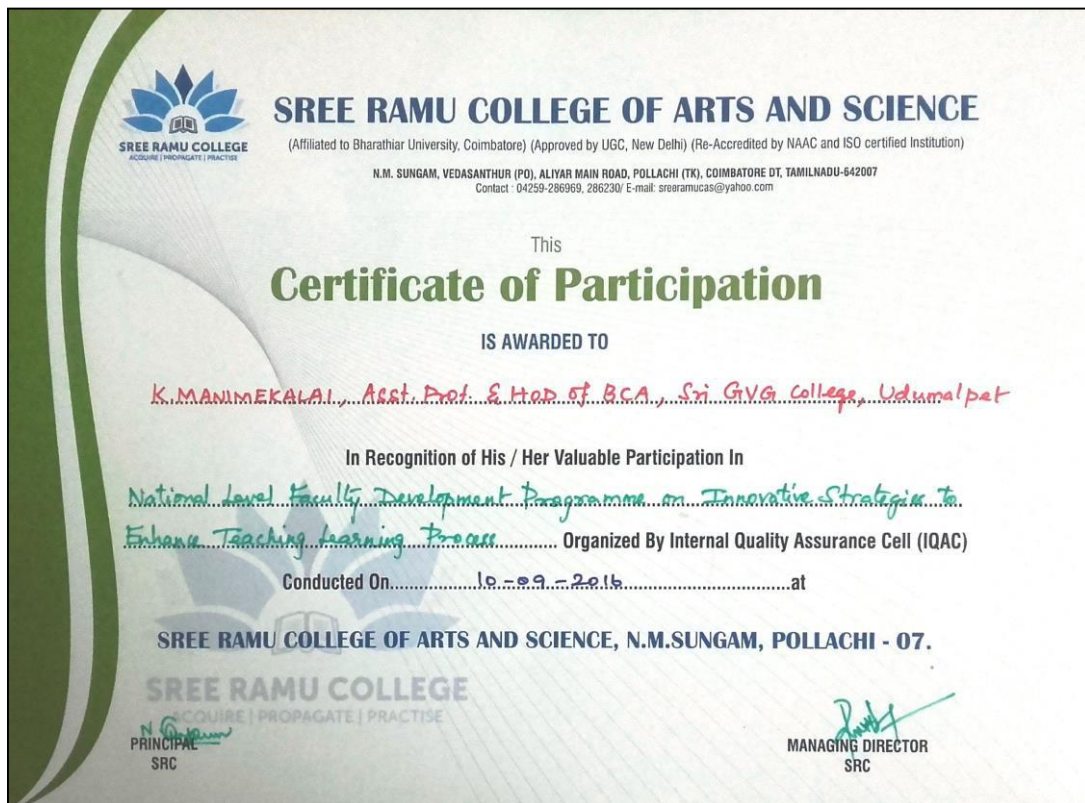 SREE RAMU COLLEGE
ACQUIRE | PROPAGATE | PRACTISE
SREE RAMU COLLEGE OF ARTS AND SCIENCE
(Affiliated to Bharathiar University, Coimbatore) (Approved by UGC, New Delhi) (Re-Accredited by NAAC and ISO certified Institution)
N.M. SUNGAM, VEDASANTHUR (PO), ALIYAR MAIN ROAD, POLLACHI (TK), COIMBATORE DT, TAMILNADU-642007
Contact : 04259-286969, 286230/ E-mail: sreeramucas@yahoo.com
This
Certificate of Participation
IS AWARDED TO
K.MANIMEKALAI, Asst. Prof. & HOD of BCA, Sri GVG College, Udumalpet
In Recognition of His / Her Valuable Participation In
National Level Faculty Development Programme on Innovative Strategies to
Enhance Teaching Learning Process Organized By Internal Quality Assurance Cell (IQAC)
Conducted On 10-09-2016 at
SREE RAMU COLLEGE OF ARTS AND SCIENCE, N.M.SUNGAM, POLLACHI - 07.
SREE RAMU COLLEGE
ACQUIRE | PROPAGATE | PRACTISE
PRINCIPAL
SRC
MANAGING DIRECTOR
SRC